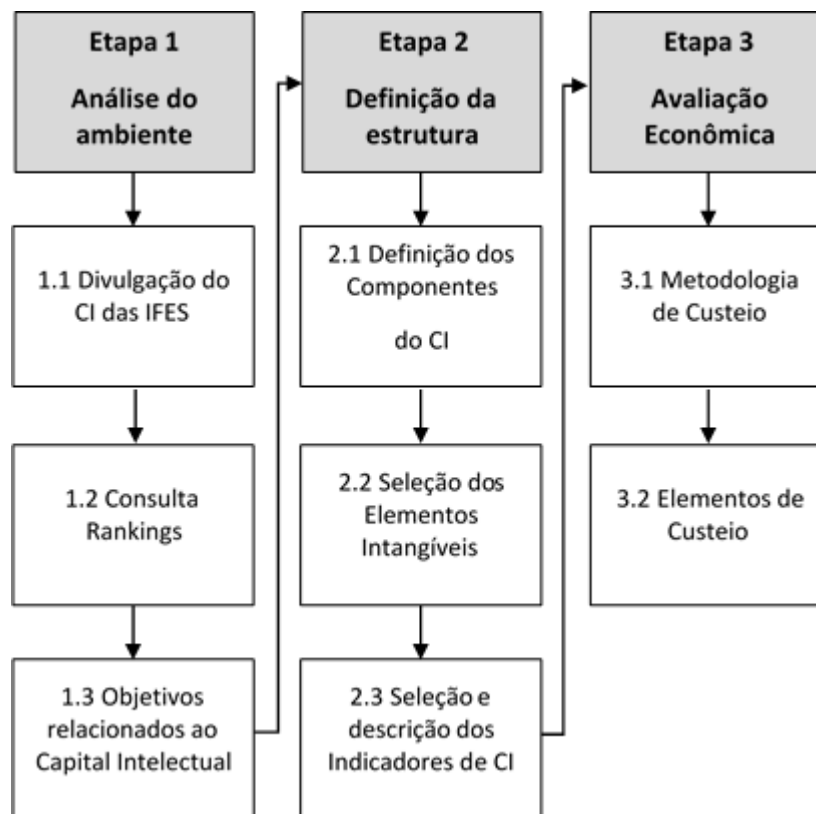 Etapa 1
Análise do
ambiente
1.1 Divulgação do
CI das IFES
1.2 Consulta
Rankings
1.3 Objetivos
relacionados ao
Capital Intelectual
Etapa 2
Definição da
estrutura
2.1 Definição dos
Componentes
do CI
2.2 Seleção dos
Elementos
Intangíveis
2.3 Seleção e
descrição dos
Indicadores de CI
Etapa 3
Avaliação
Econômica
3.1 Metodologia
de Custeio
3.2 Elementos de
Custeio